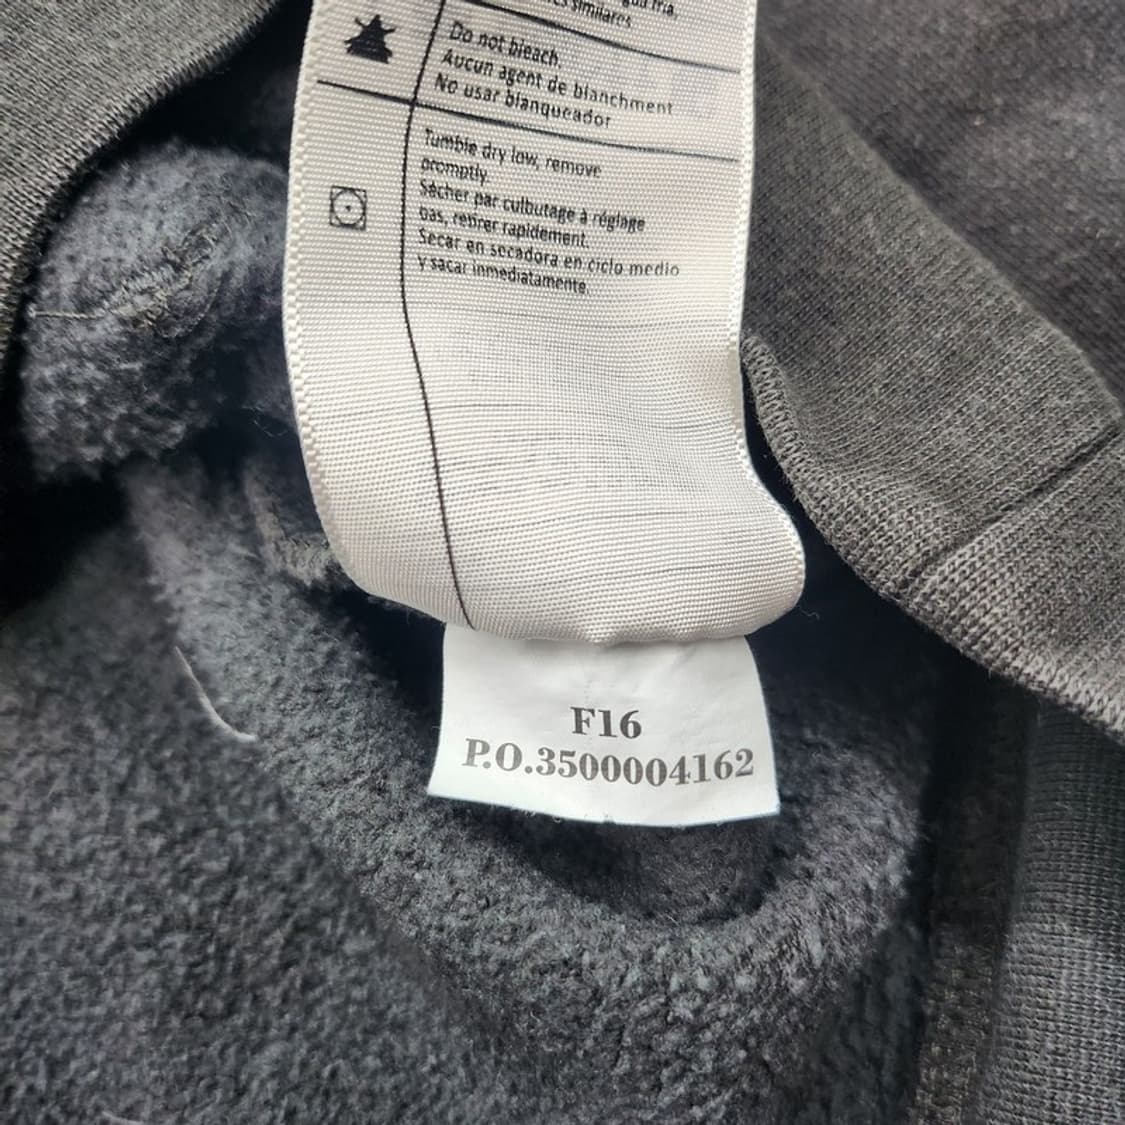 similares
Do not bleach.
Aucun agent de blanchment
No usar blanqueador
Tumble dry low, remove
promptly.
Sécher par culbutage à réglage
bas, retirer rapidement.
Secar en secadora en ciclo medio
y sacar inmediatamente.
F16
P.O.3500004162